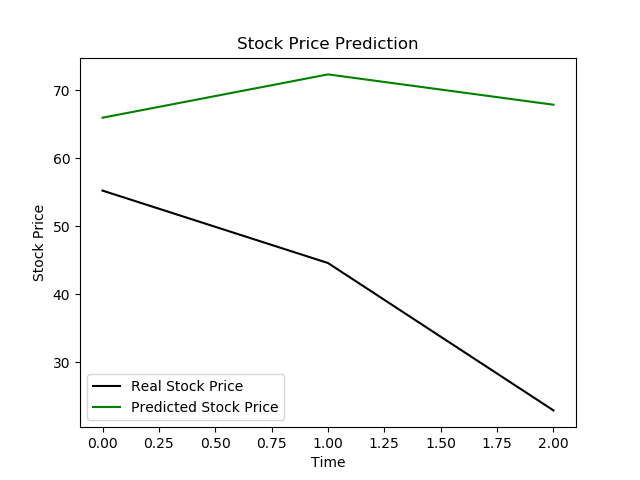 Stock Price Prediction
Stock Price
70
60
50
40
30
Real Stock Price
Predicted Stock Price
0.00 0.25 0.50 0.75 1.00 1.25 1.50 1.75 2.00
Time